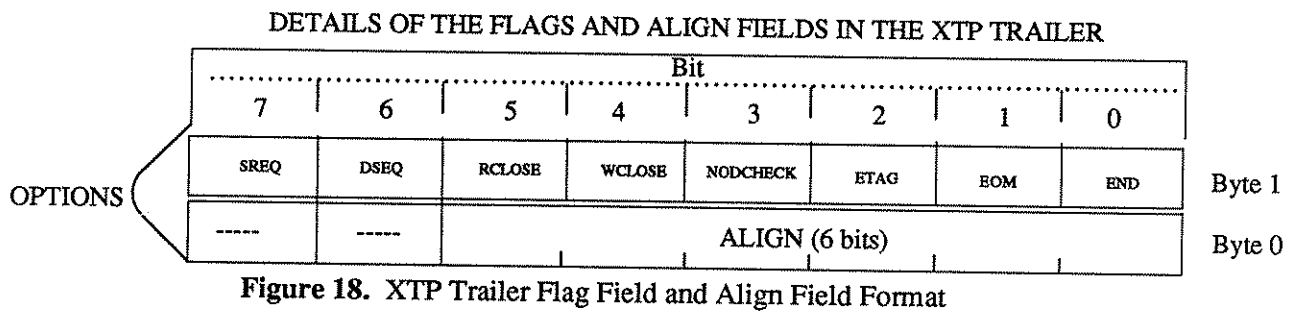 DETAILS OF THE FLAGS AND ALIGN FIELDS IN THE XTP TRAILER
Bit
7 6 5 4 3 2 1 0
SREQ DSEQ RCLOSE WCLOSE NODCHECK ETAG EOM END Byte 1
OPTIONS
----- ----- ALIGN (6 bits) Byte 0
Figure 18. XTP Trailer Flag Field and Align Field Format